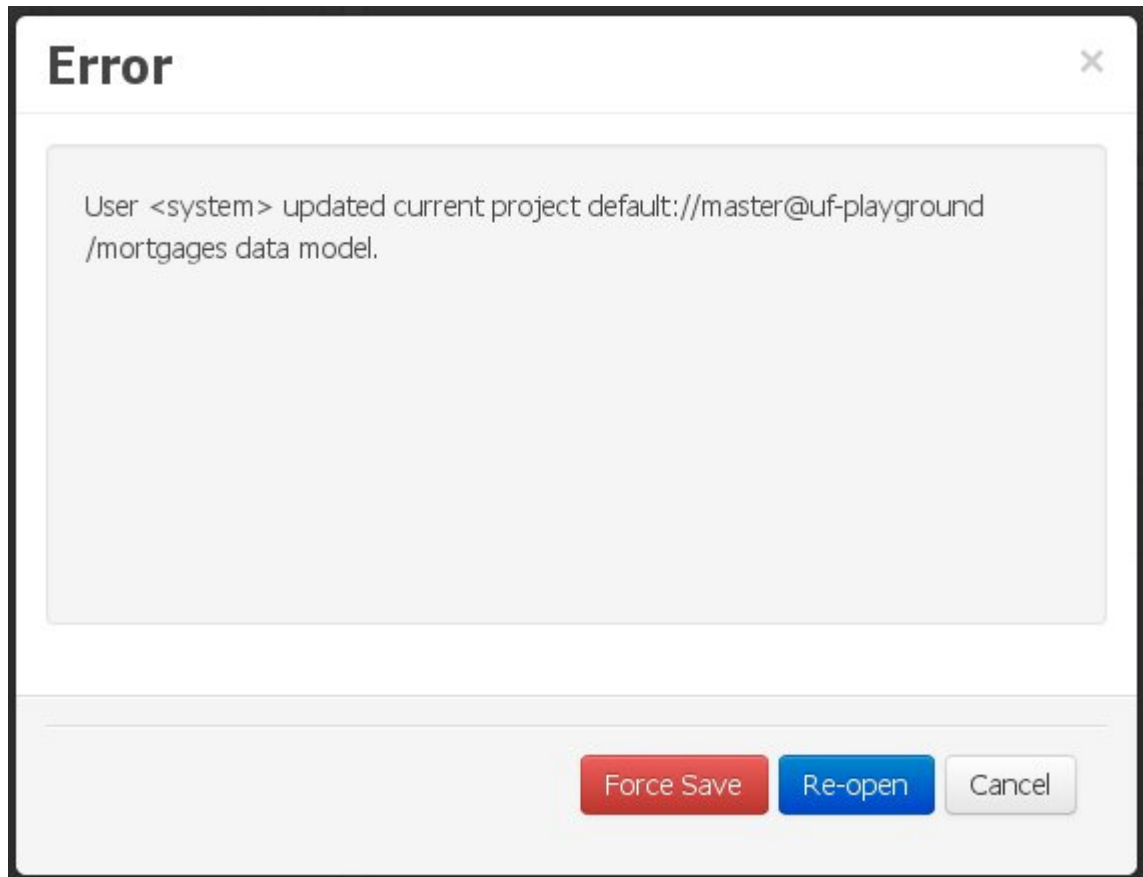 Error
×
User <system> updated current project default://master@uf-playground
/mortgages data model.
Force Save
Re-open
Cancel